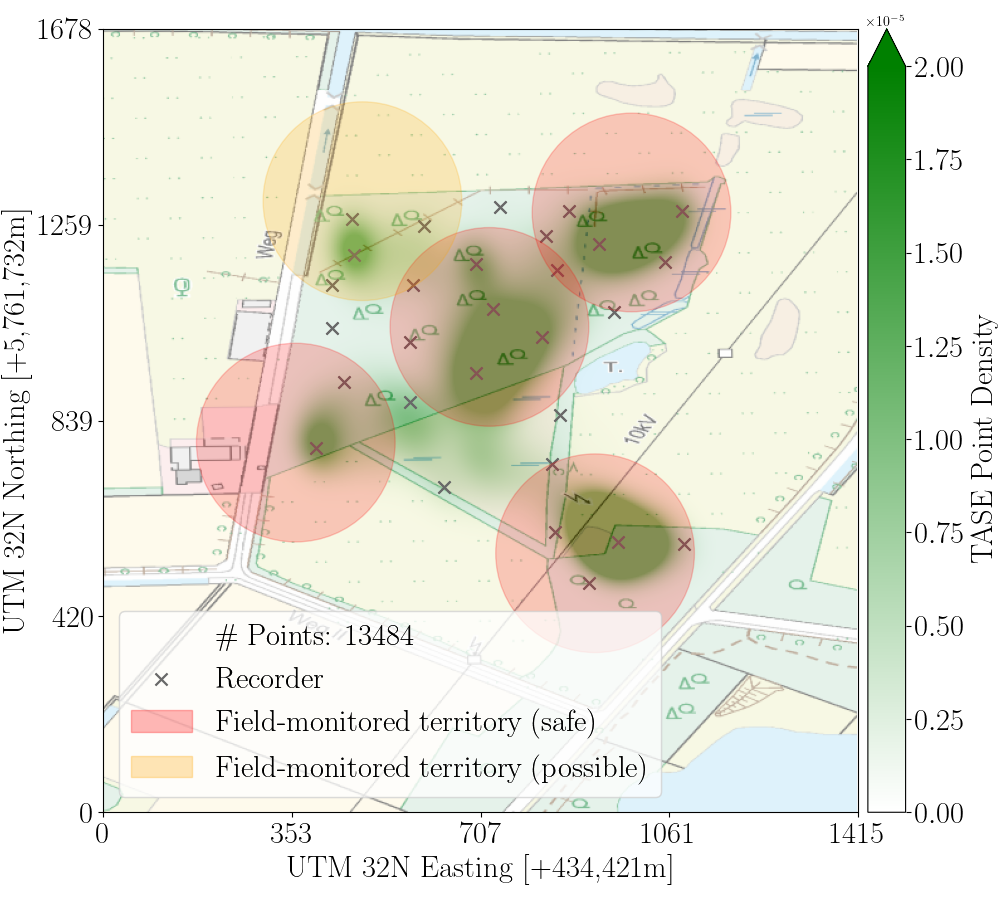 1678
1259
839
420
0
0
353
707
1061
1415
UTM 32N Northing [+5,761,732m]
UTM 32N Easting [+434,421m]
Weg
T.
10kV
# Points: 13484
Recorder
Field-monitored territory (safe)
Field-monitored territory (possible)
×10⁻⁵
2.00
1.75
1.50
1.25
1.00
0.75
0.50
0.25
0.00
TASE Point Density